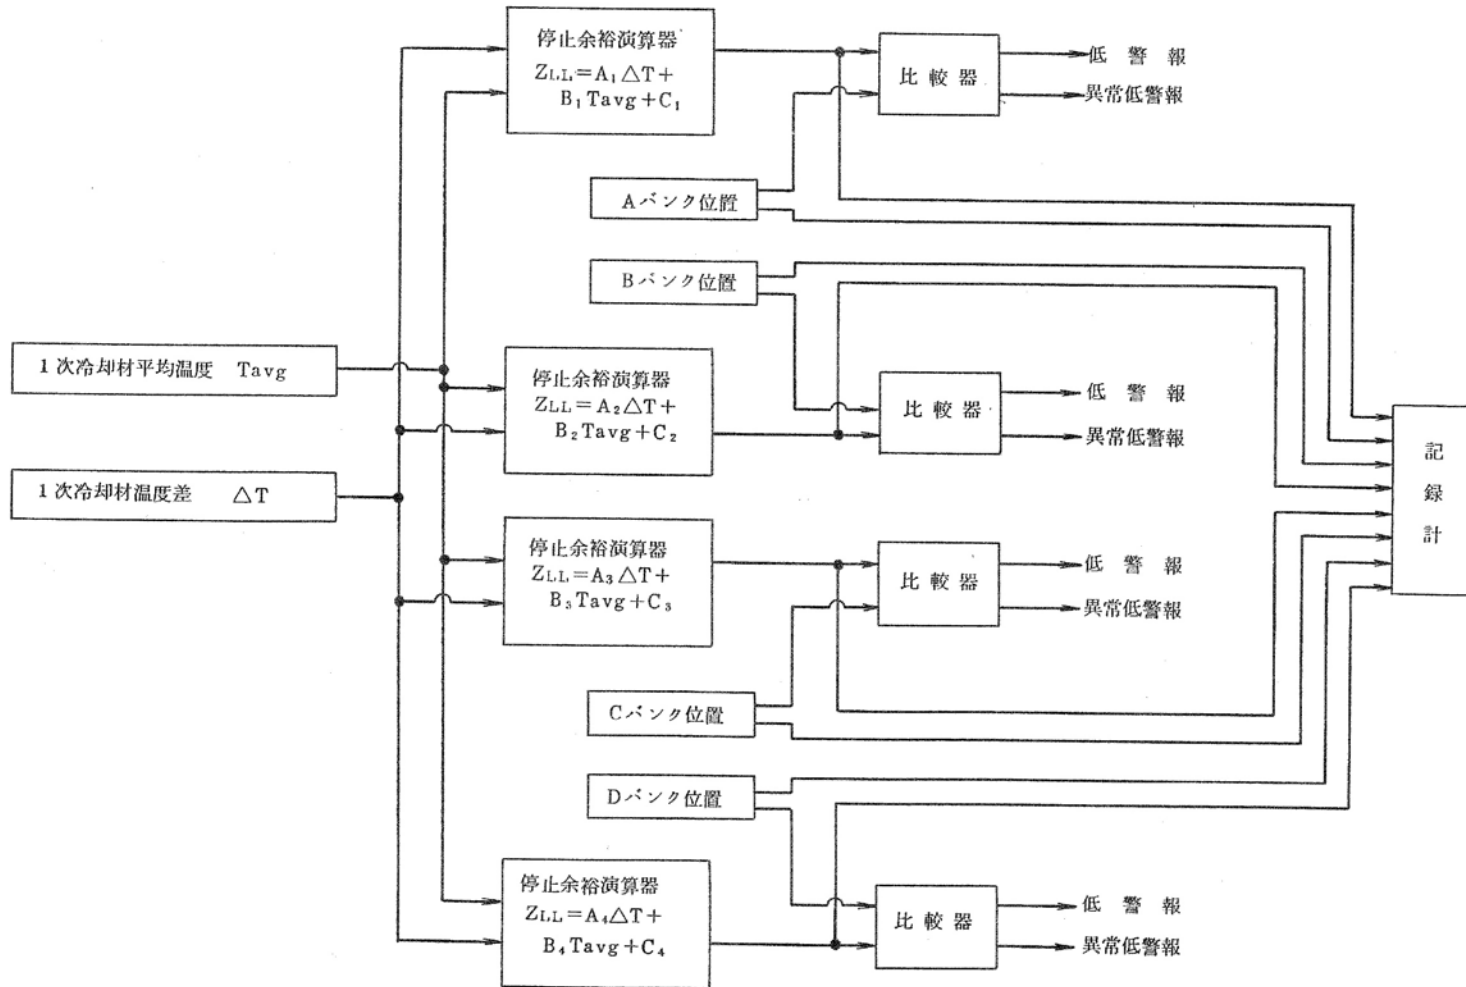 停止余裕演算器
ZLL=A₁△T+
B₁Tavg+C₁
比較器
低警報
異常低警報
Aバンク位置
Bバンク位置
1次冷却材平均温度 Tavg
停止余裕演算器
ZLL=A₂△T+
B₂Tavg+C₂
比較器
低警報
異常低警報
1次冷却材温度差 △T
停止余裕演算器
ZLL=A₃△T+
B₃Tavg+C₃
比較器
低警報
異常低警報
記録計
Cバンク位置
Dバンク位置
停止余裕演算器
ZLL=A₄△T+
B₄Tavg+C₄
比較器
低警報
異常低警報